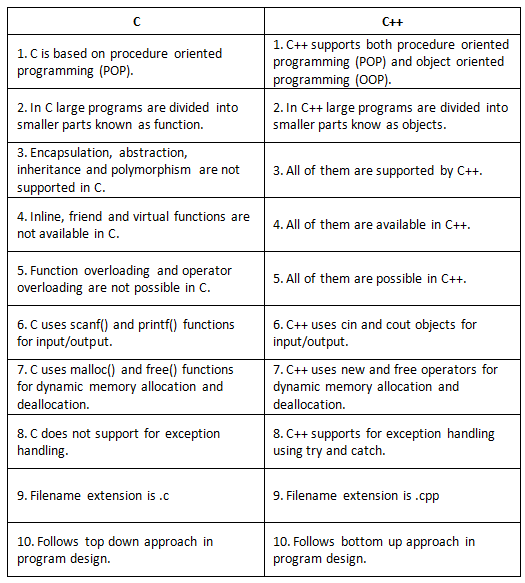 C
C++
1. C is based on procedure oriented
programming (POP).
1. C++ supports both procedure oriented
programming (POP) and object oriented
programming (OOP).
2. In C large programs are divided into
smaller parts known as function.
2. In C++ large programs are divided into
smaller parts know as objects.
3. Encapsulation, abstraction,
inheritance and polymorphism are not
supported in C.
3. All of them are supported by C++.
4. Inline, friend and virtual functions are
not available in C.
4. All of them are available in C++.
5. Function overloading and operator
overloading are not possible in C.
5. All of them are possible in C++.
6. C uses scanf() and printf() functions
for input/output.
6. C++ uses cin and cout objects for
input/output.
7. C uses malloc() and free() functions
for dynamic memory allocation and
deallocation.
7. C++ uses new and free operators for
dynamic memory allocation and
deallocation.
8. C does not support for exception
handling.
8. C++ supports for exception handling
using try and catch.
9. Filename extension is .c
9. Filename extension is .cpp
10. Follows top down approach in
program design.
10. Follows bottom up approach in
program design.